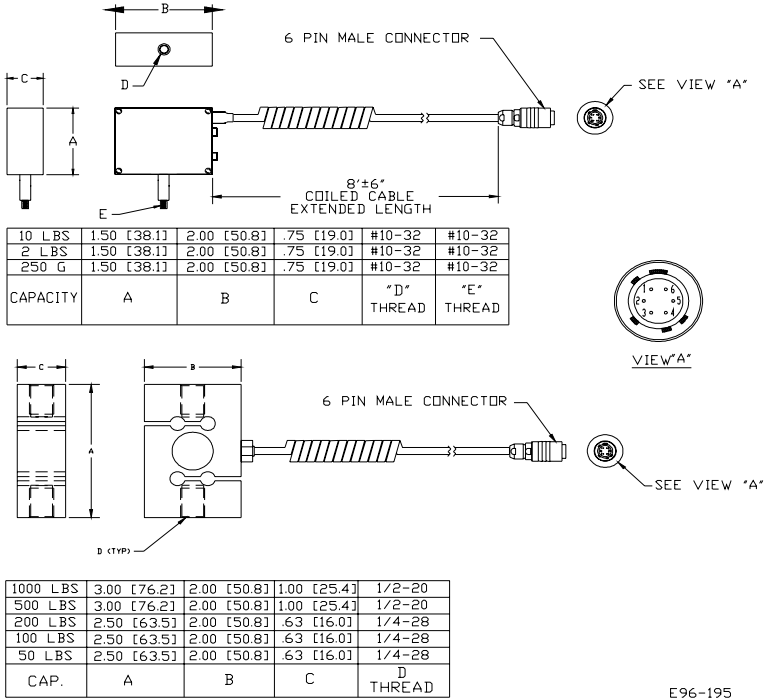 B
6 PIN MALE CONNECTOR
D
C
SEE VIEW "A"
A
E
8'±6"
COILED CABLE
EXTENDED LENGTH
10 LBS 1.50 [38.1] 2.00 [50.8] .75 [19.0] #10-32 #10-32
2 LBS 1.50 [38.1] 2.00 [50.8] .75 [19.0] #10-32 #10-32
250 G 1.50 [38.1] 2.00 [50.8] .75 [19.0] #10-32 #10-32
CAPACITY A B C "D" THREAD "E" THREAD
1 6
2 5
3 4
VIEW"A"
C
B
6 PIN MALE CONNECTOR
A
SEE VIEW "A"
D (TYP)
1000 LBS 3.00 [76.2] 2.00 [50.8] 1.00 [25.4] 1/2-20
500 LBS 3.00 [76.2] 2.00 [50.8] 1.00 [25.4] 1/2-20
200 LBS 2.50 [63.5] 2.00 [50.8] .63 [16.0] 1/4-28
100 LBS 2.50 [63.5] 2.00 [50.8] .63 [16.0] 1/4-28
50 LBS 2.50 [63.5] 2.00 [50.8] .63 [16.0] 1/4-28
CAP. A B C D THREAD
E96-195